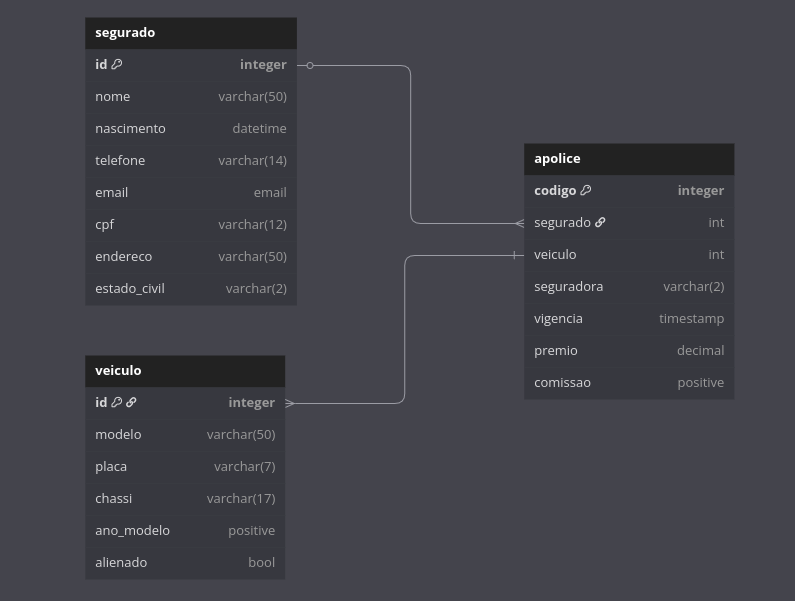 segurado
id integer
nome varchar(50)
nascimento datetime
telefone varchar(14)
email email
cpf varchar(12)
endereco varchar(50)
estado_civil varchar(2)
apolice
codigo integer
segurado int
veiculo int
seguradora varchar(2)
vigencia timestamp
premio decimal
comissao positive
veiculo
id integer
modelo varchar(50)
placa varchar(7)
chassi varchar(17)
ano_modelo positive
alienado bool